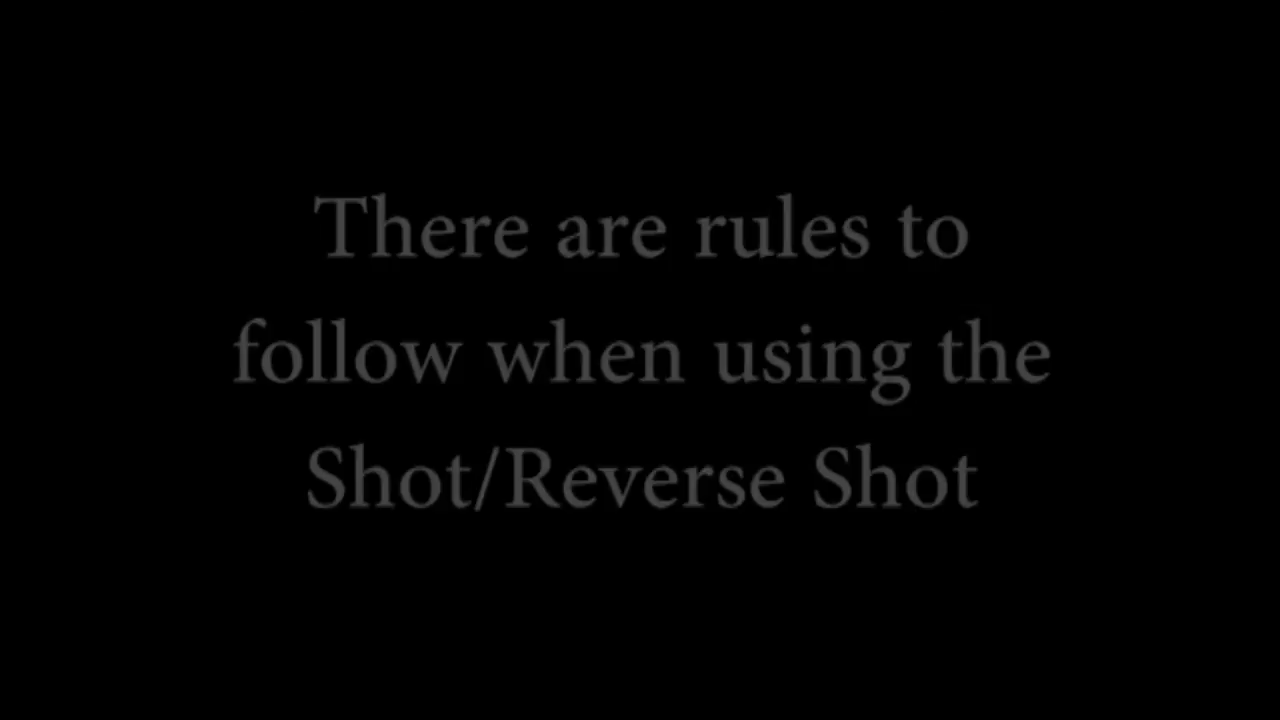 There are rules to
follow when using the
Shot/Reverse Shot